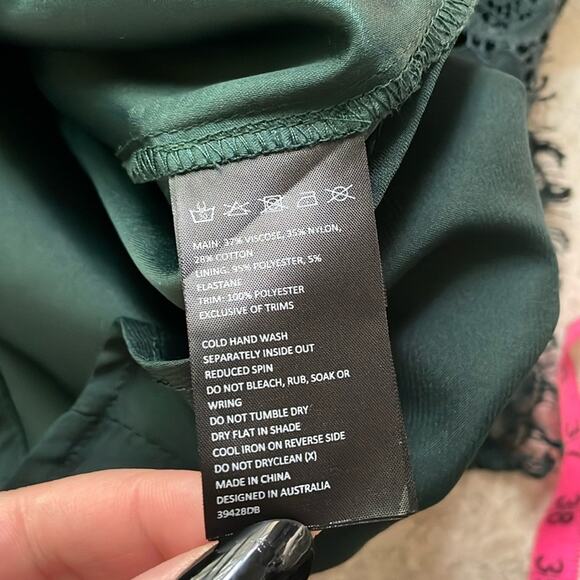 MAIN: 37% VISCOSE, 35% NYLON,
28% COTTON
LINING: 95% POLYESTER, 5%
ELASTANE
TRIM: 100% POLYESTER
EXCLUSIVE OF TRIMS
COLD HAND WASH
SEPARATELY INSIDE OUT
REDUCED SPIN
DO NOT BLEACH, RUB, SOAK OR
WRING
DO NOT TUMBLE DRY
DRY FLAT IN SHADE
COOL IRON ON REVERSE SIDE
DO NOT DRYCLEAN (X)
MADE IN CHINA
DESIGNED IN AUSTRALIA
39428DB
38